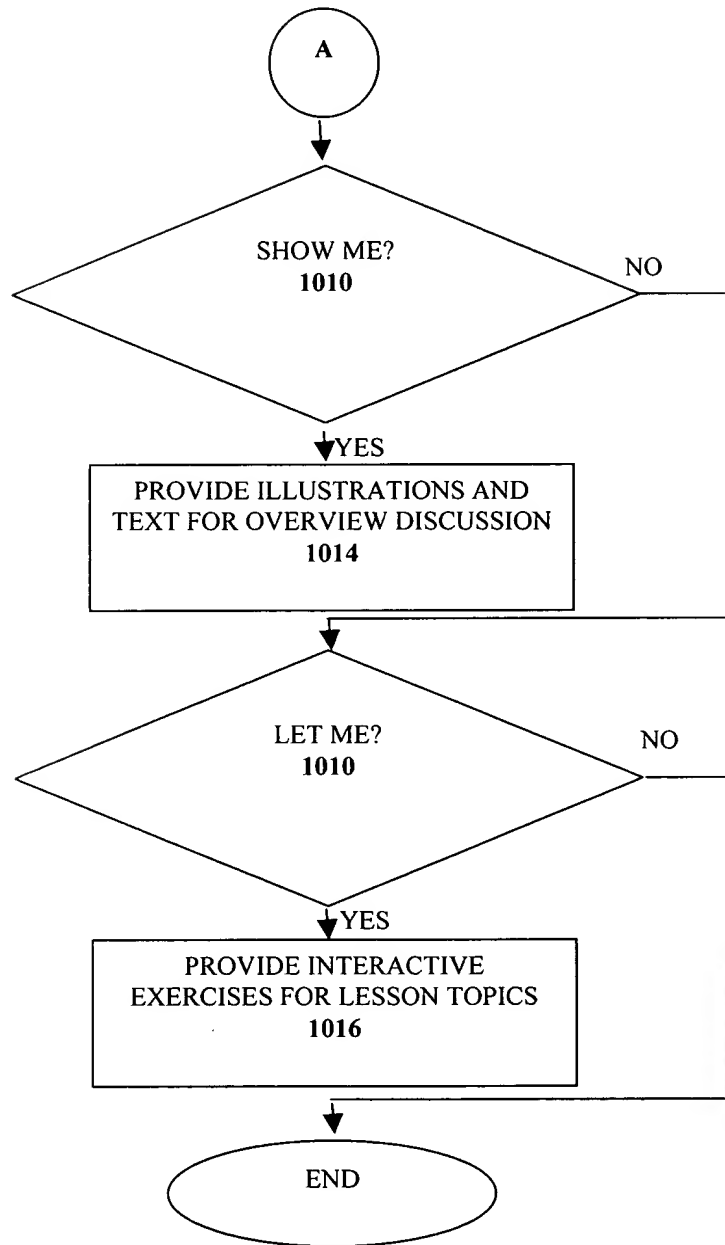 A
SHOW ME?
1010
NO
YES
PROVIDE ILLUSTRATIONS AND
TEXT FOR OVERVIEW DISCUSSION
1014
LET ME?
1010
NO
YES
PROVIDE INTERACTIVE
EXERCISES FOR LESSON TOPICS
1016
END